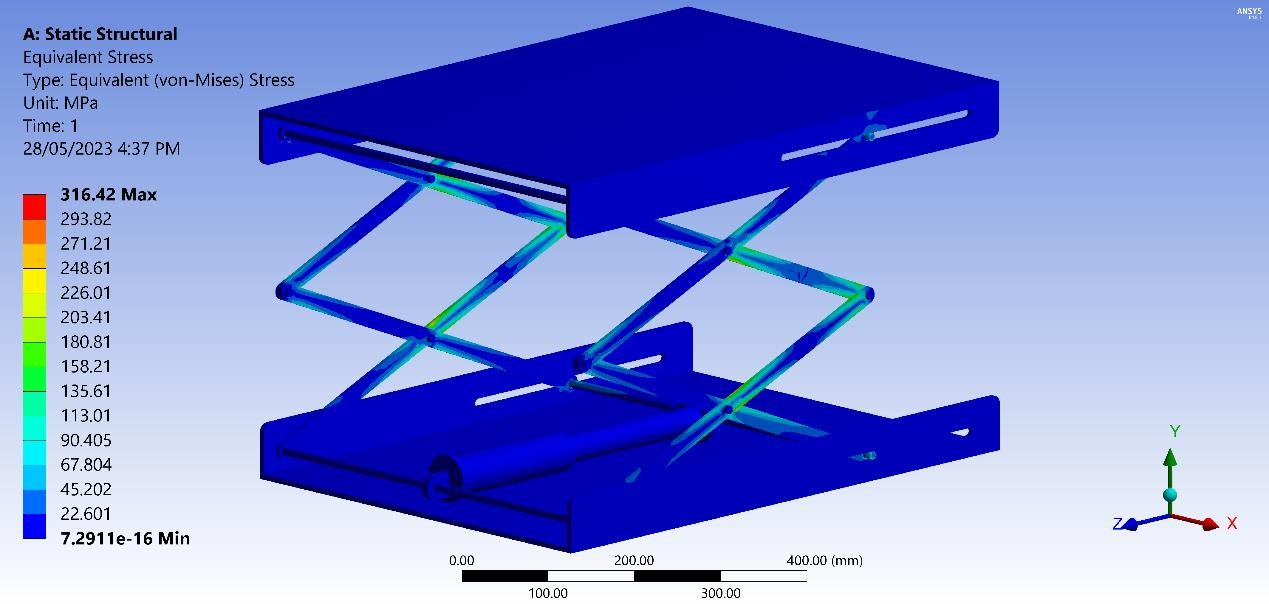 A: Static Structural
Equivalent Stress
Type: Equivalent (von-Mises) Stress
Unit: MPa
Time: 1
28/05/2023 4:37 PM
316.42 Max
293.82
271.21
248.61
226.01
203.41
180.81
158.21
135.61
113.01
90.405
67.804
45.202
22.601
7.2911e-16 Min
ANSYS
Y
Z
X
0.00 200.00 400.00 (mm)
100.00 300.00